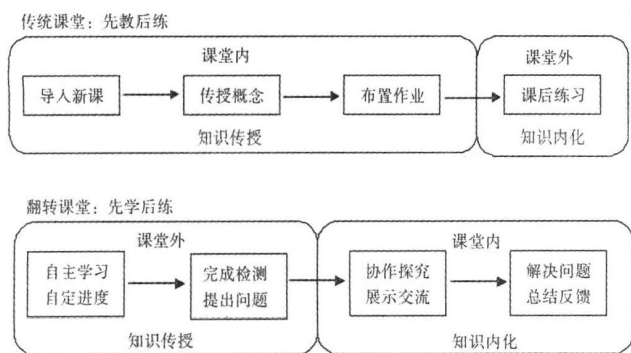 传统课堂：先教后练
课堂内
课堂外
导入新课
传授概念
布置作业
课后练习
知识传授
知识内化
翻转课堂：先学后练
课堂外
课堂内
自主学习
自定进度
完成检测
提出问题
协作探究
展示交流
解决问题
总结反馈
知识传授
知识内化